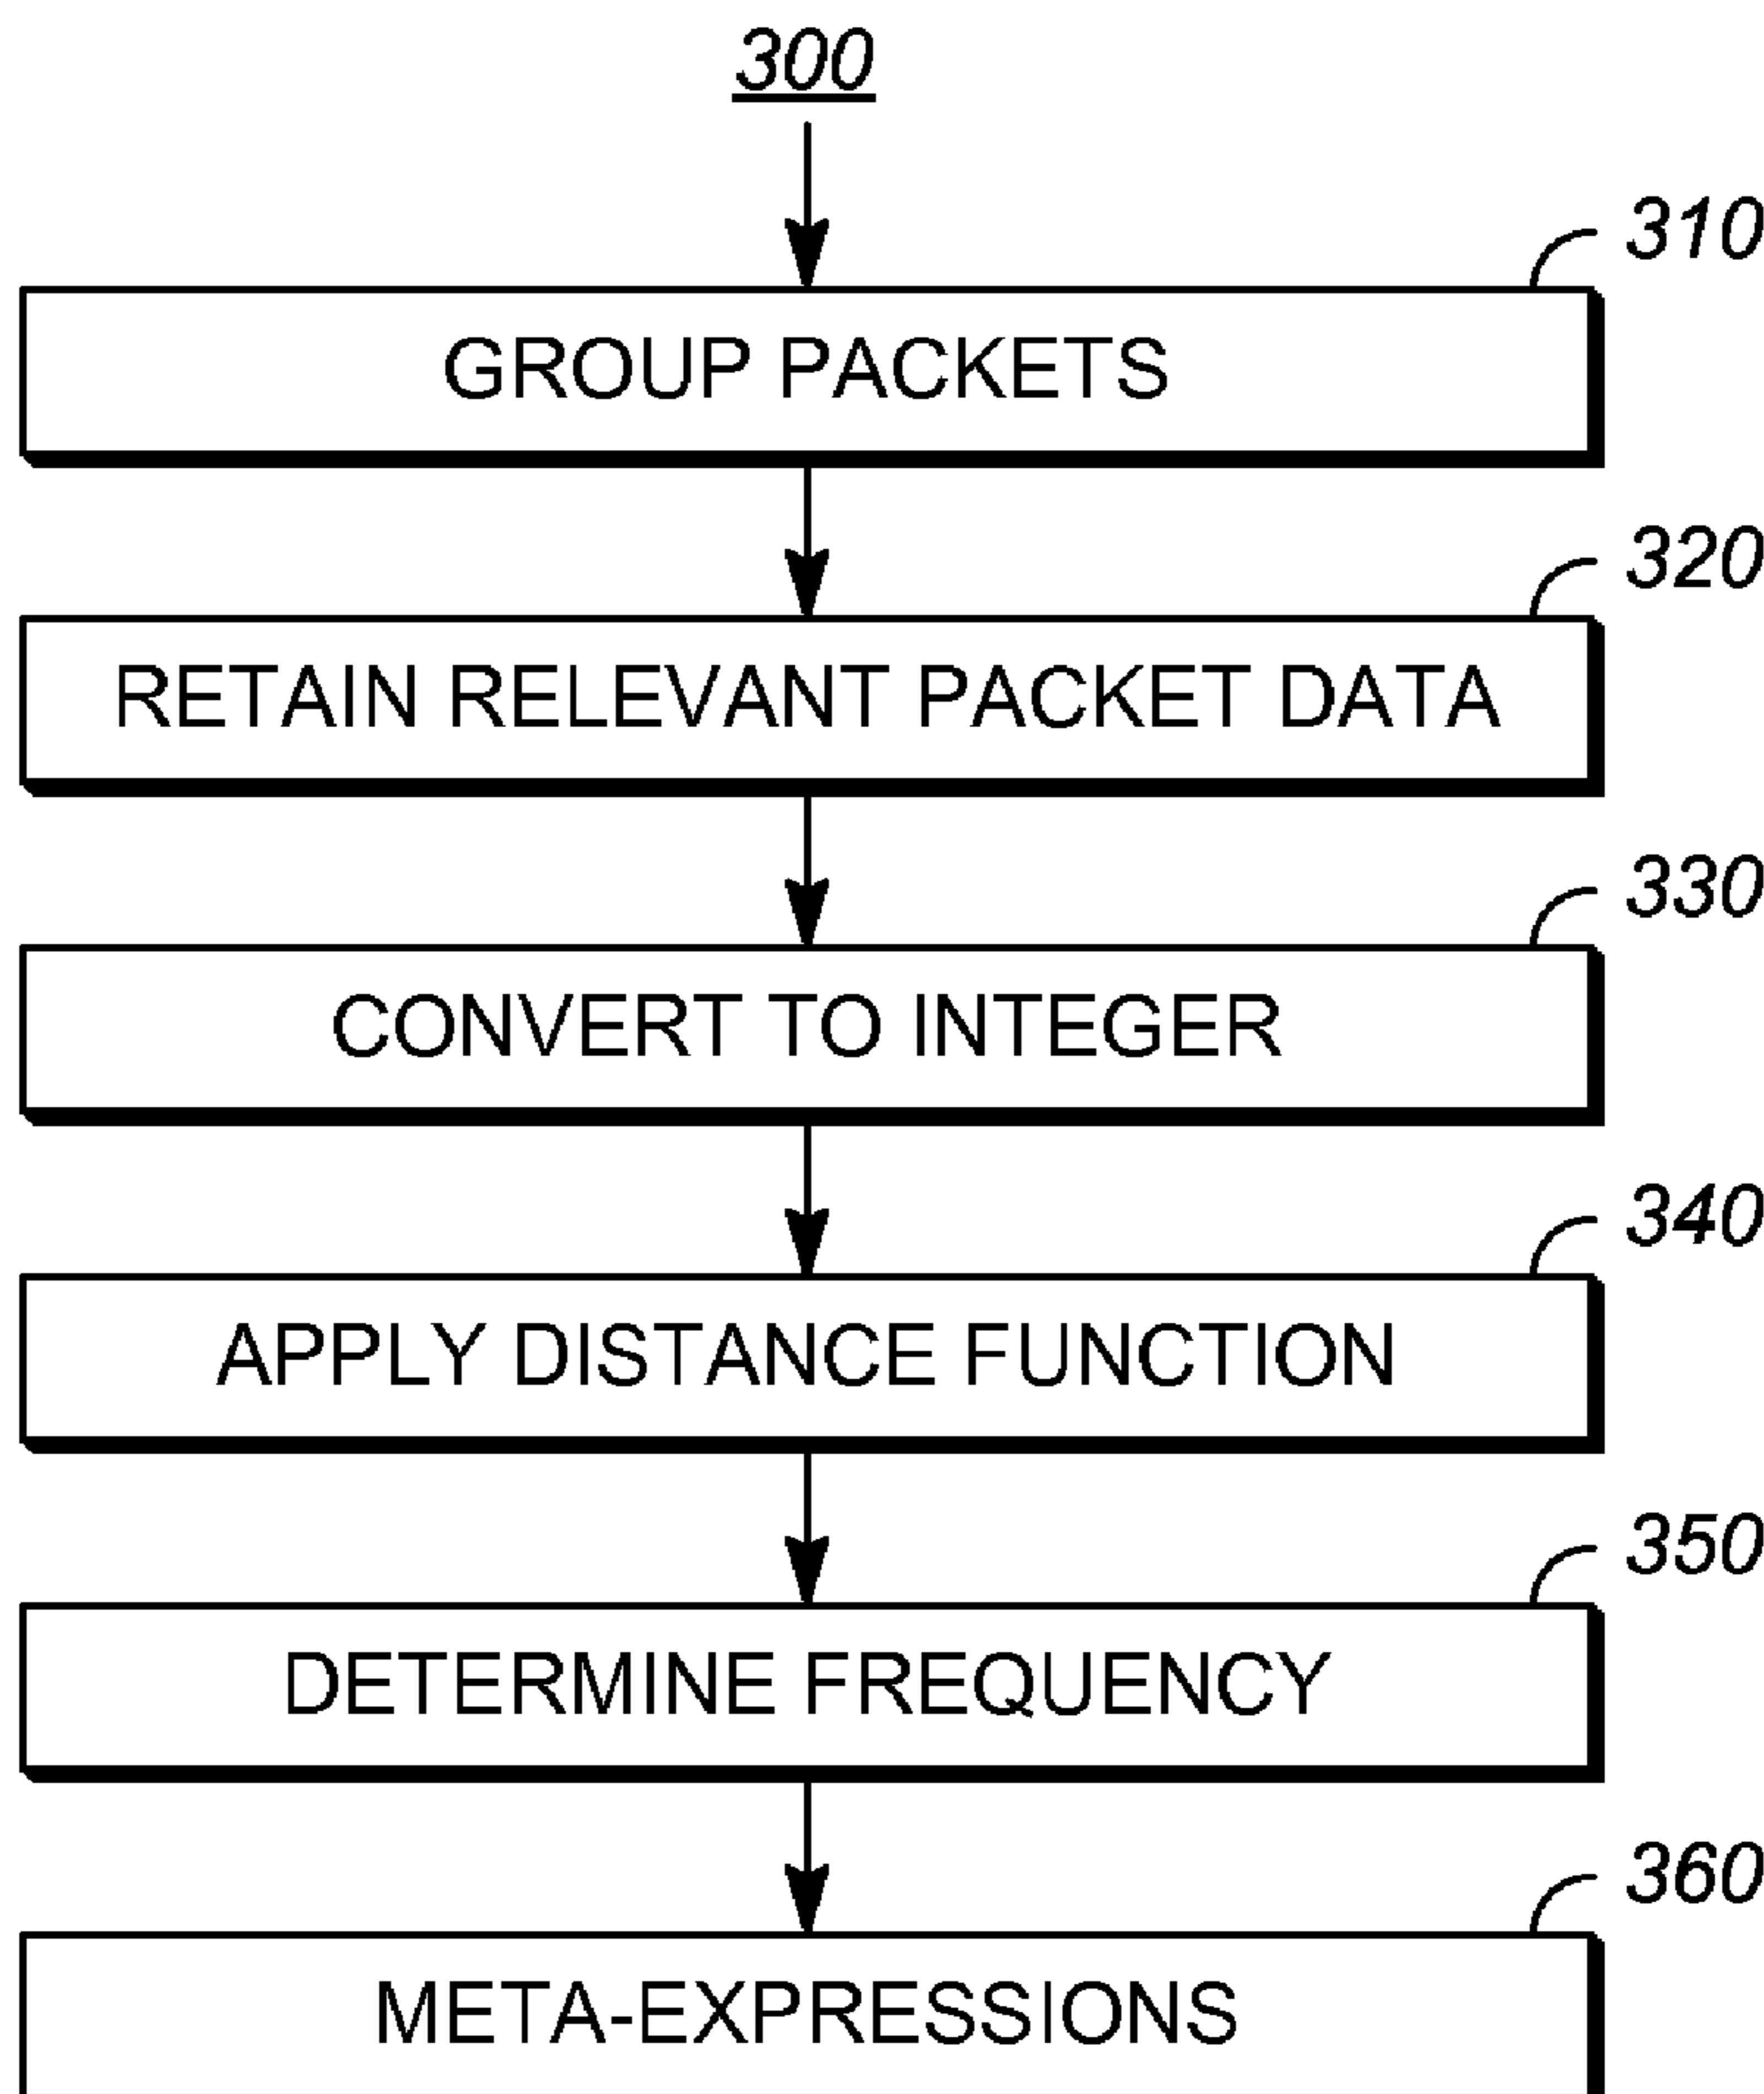 300
310
GROUP PACKETS
320
RETAIN RELEVANT PACKET DATA
330
CONVERT TO INTEGER
340
APPLY DISTANCE FUNCTION
350
DETERMINE FREQUENCY
360
META-EXPRESSIONS